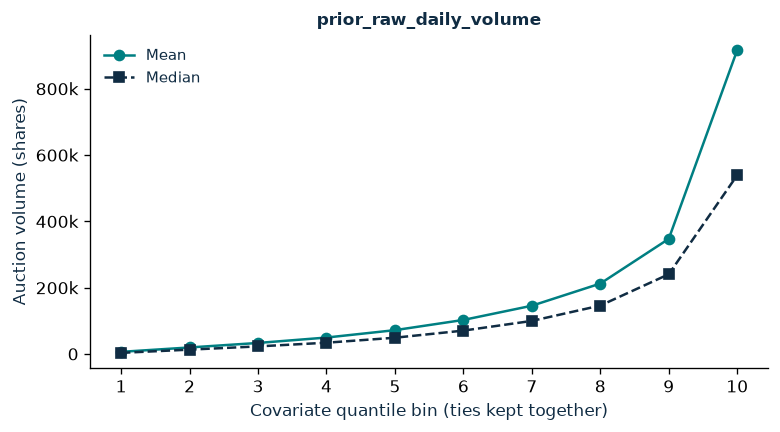 prior_raw_daily_volume
Mean
Median
Auction volume (shares)
800k
600k
400k
200k
0
1 2 3 4 5 6 7 8 9 10
Covariate quantile bin (ties kept together)